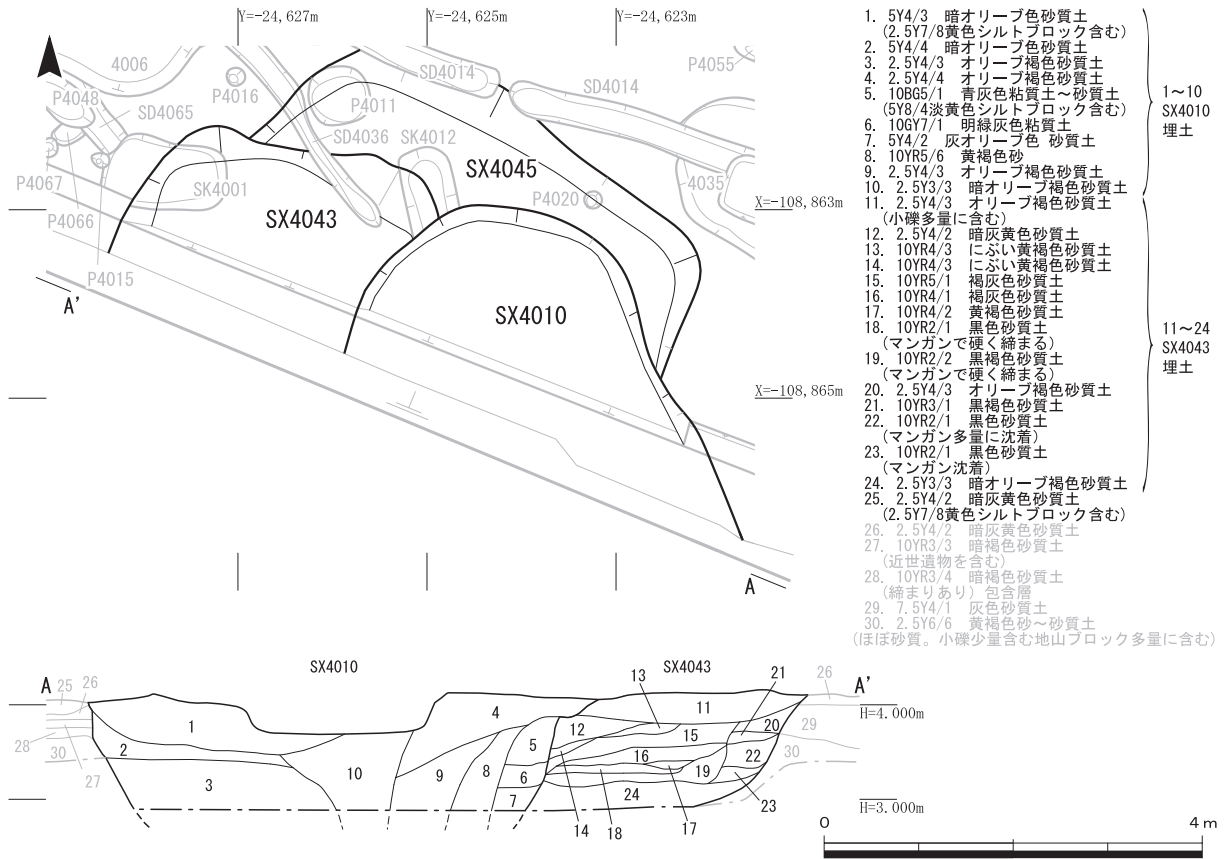 Y=-24,627m
Y=-24,625m
Y=-24,623m
4006
P4048
SD4065
P4016
SD4036
P4011
SD4014
SD4014
P4055
SK4012
SX4045
P4020
4035
P4067
P4066
SK4001
SX4043
X=-108,863m
P4015
A'
SX4010
X=-108,865m
A
1. 5Y4/3 暗オリーブ色砂質土
(2.5Y7/8黄色シルトブロック含む)
2. 5Y4/4 暗オリーブ色砂質土
3. 2.5Y4/3 オリーブ褐色砂質土
4. 2.5Y4/4 オリーブ褐色砂質土
5. 10BG5/1 青灰色粘質土~砂質土
(5Y8/4淡黄色シルトブロック含む)
6. 10GY7/1 明緑灰色粘質土
7. 5Y4/2 灰オリーブ色 砂質土
8. 10YR5/6 黄褐色砂
9. 2.5Y4/3 オリーブ褐色砂質土
10. 2.5Y3/3 暗オリーブ褐色砂質土
11. 2.5Y4/3 オリーブ褐色砂質土
(小礫多量に含む)
12. 2.5Y4/2 暗灰黄色砂質土
13. 10YR4/3 にぶい黄褐色砂質土
14. 10YR4/3 にぶい黄褐色砂質土
15. 10YR5/1 褐灰色砂質土
16. 10YR4/1 褐灰色砂質土
17. 10YR4/2 黄褐色砂質土
18. 10YR2/1 黒色砂質土
(マンガンで硬く締まる)
19. 10YR2/2 黒褐色砂質土
(マンガンで硬く締まる)
20. 2.5Y4/3 オリーブ褐色砂質土
21. 10YR3/1 黒褐色砂質土
22. 10YR2/1 黒色砂質土
(マンガン多量に沈着)
23. 10YR2/1 黒色砂質土
(マンガン沈着)
24. 2.5Y3/3 暗オリーブ褐色砂質土
25. 2.5Y4/2 暗灰黄色砂質土
(2.5Y7/8黄色シルトブロック含む)
26. 2.5Y4/2 暗灰黄色砂質土
27. 10YR3/3 暗褐色砂質土
(近世遺物を含む)
28. 10YR3/4 暗褐色砂質土
(締まりあり)包含層
29. 7.5Y4/1 灰色砂質土
30. 2.5Y6/6 黄褐色砂~砂質土
(ほぼ砂質。小礫少量含む地山ブロック多量に含む)
1~10
SX4010
埋土
11~24
SX4043
埋土
SX4010
SX4043
A
25
26
28
30
27
1
2
3
10
4
9
8
5
6
7
12
13
11
15
21
20
16
19
22
24
14
18
17
23
26
29
30
A'
H=4.000m
H=3.000m
0
4m